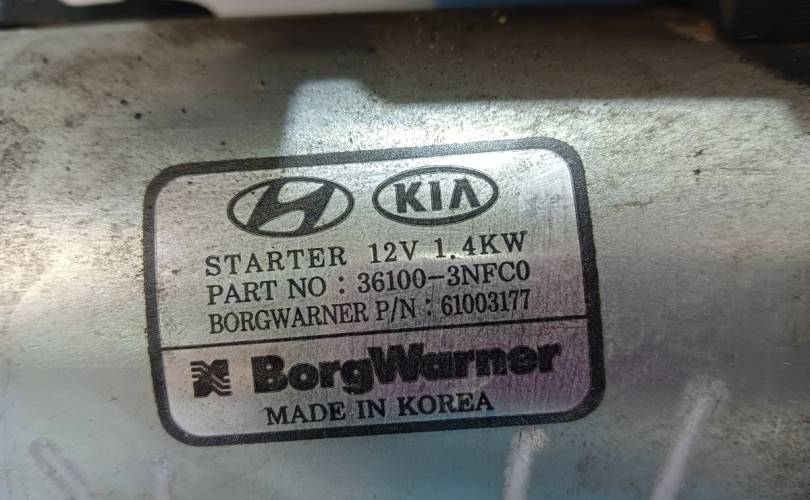 KIA
STARTER 12V 1.4KW
PART NO : 36100-3NFC0
BORGWARNER P/N : 61003177
BorgWarner
MADE IN KOREA